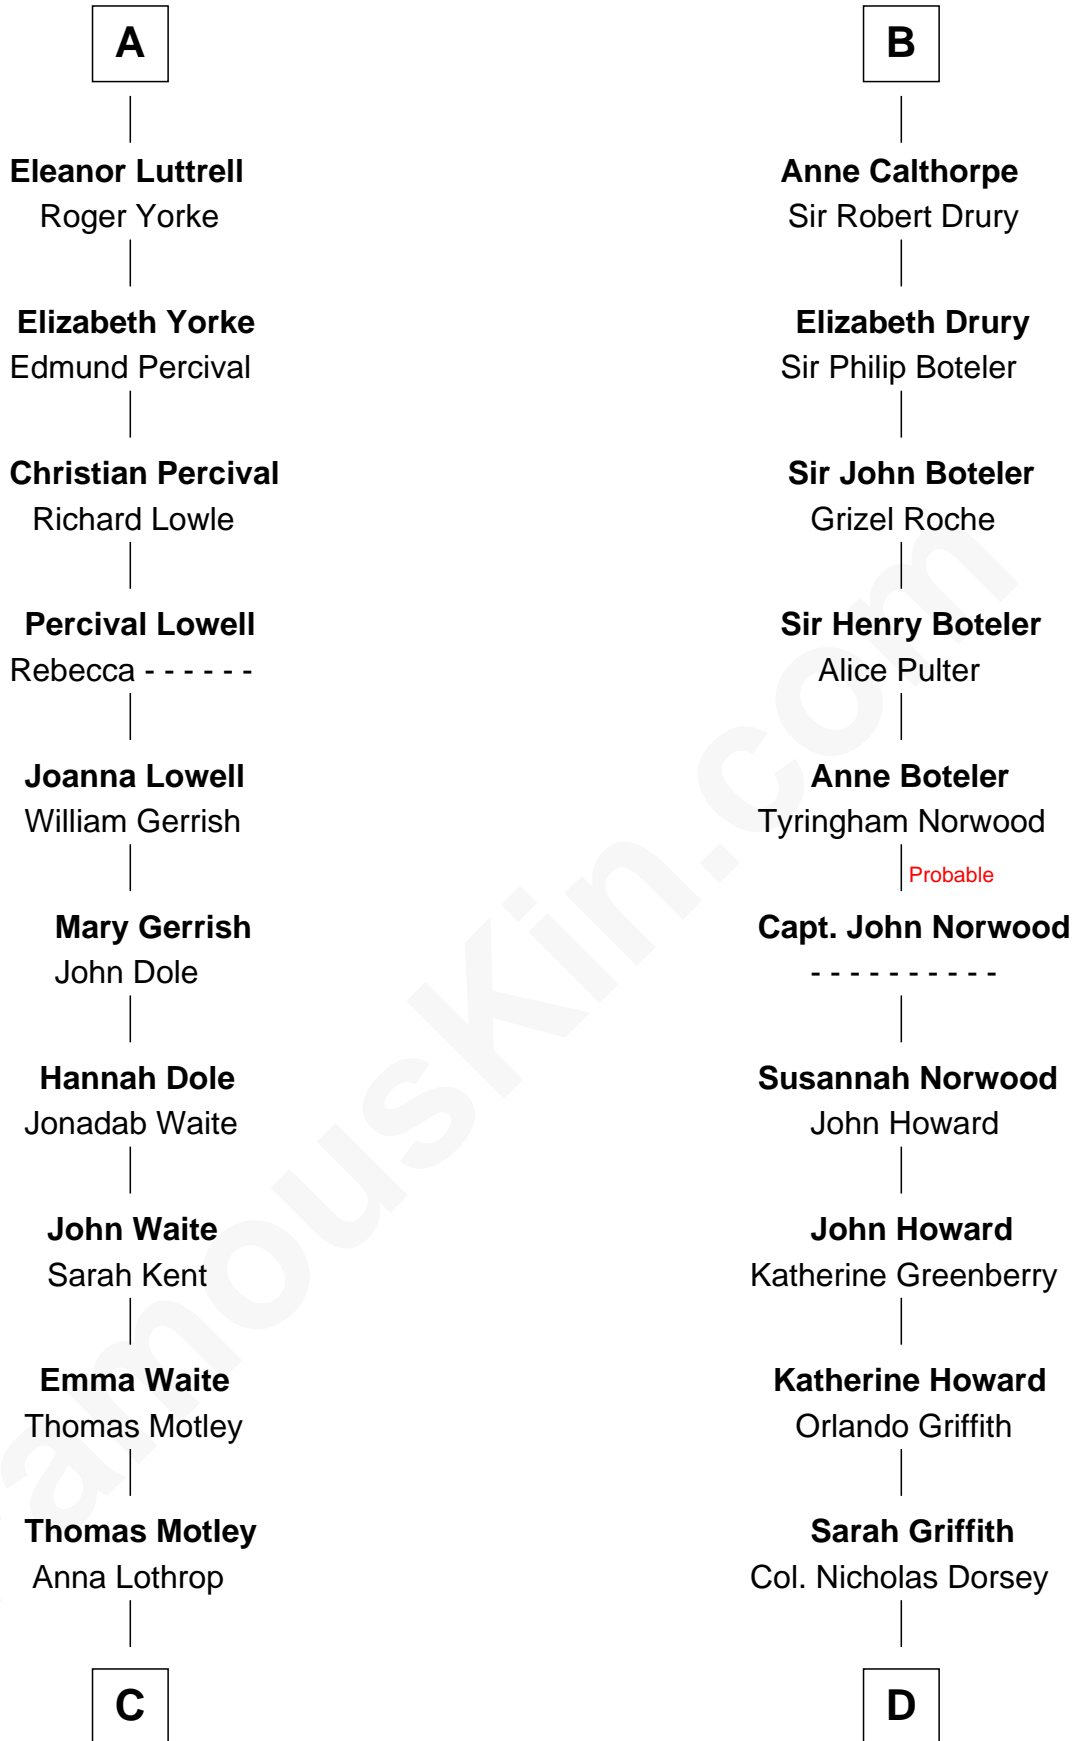 A
Eleanor Luttrell
Roger Yorke
Elizabeth Yorke
Edmund Percival
Christian Percival
Richard Lowle
Percival Lowell
Rebecca - - - - - -
Joanna Lowell
William Gerrish
Mary Gerrish
John Dole
Hannah Dole
Jonadab Waite
John Waite
Sarah Kent
Emma Waite
Thomas Motley
Thomas Motley
Anna Lothrop
C
B
Anne Calthorpe
Sir Robert Drury
Elizabeth Drury
Sir Philip Boteler
Sir John Boteler
Grizel Roche
Sir Henry Boteler
Alice Pulter
Anne Boteler
Tyringham Norwood
Probable
Capt. John Norwood
- - - - - - - - - -
Susannah Norwood
John Howard
John Howard
Katherine Greenberry
Katherine Howard
Orlando Griffith
Sarah Griffith
Col. Nicholas Dorsey
D
famouskin.com